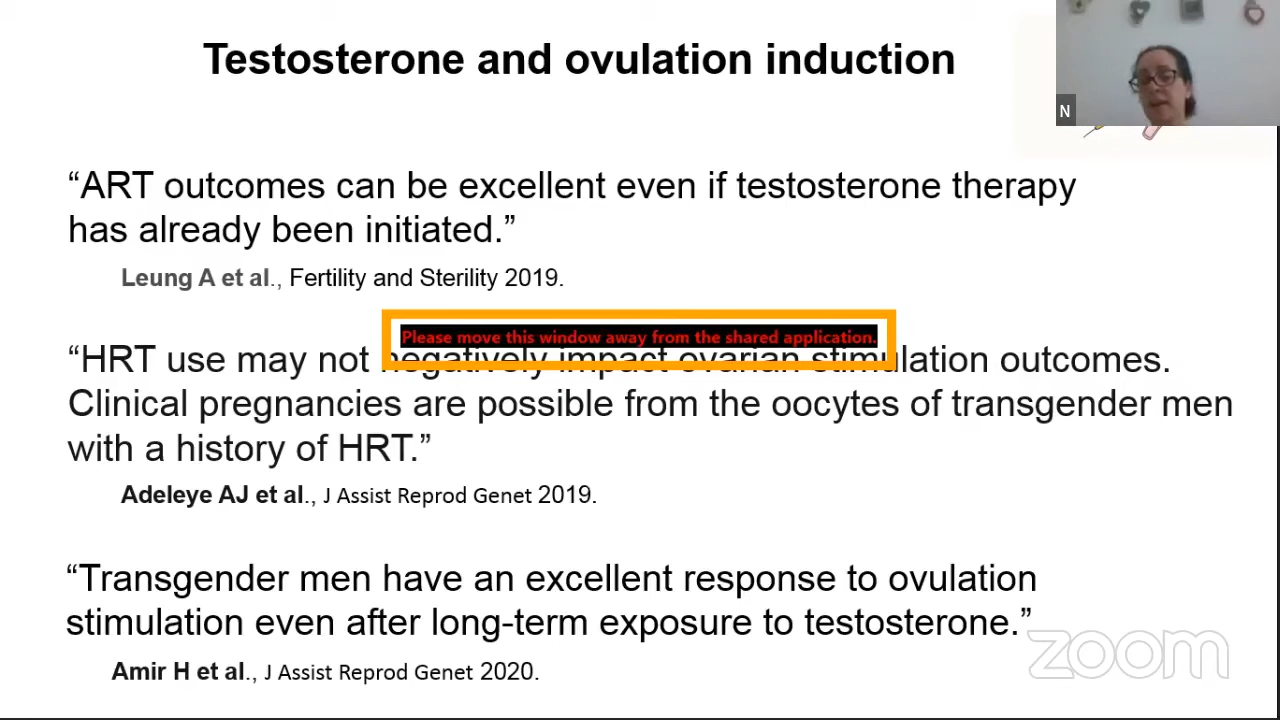 Testosterone and ovulation induction
N
“ART outcomes can be excellent even if testosterone therapy
has already been initiated.”
Leung A et al., Fertility and Sterility 2019.
Please move this window away from the shared application.
“HRT use may not negatively impact ovarian stimulation outcomes.
Clinical pregnancies are possible from the oocytes of transgender men
with a history of HRT.”
Adeleye AJ et al., J Assist Reprod Genet 2019.
“Transgender men have an excellent response to ovulation
stimulation even after long-term exposure to testosterone.”
zoom
Amir H et al., J Assist Reprod Genet 2020.